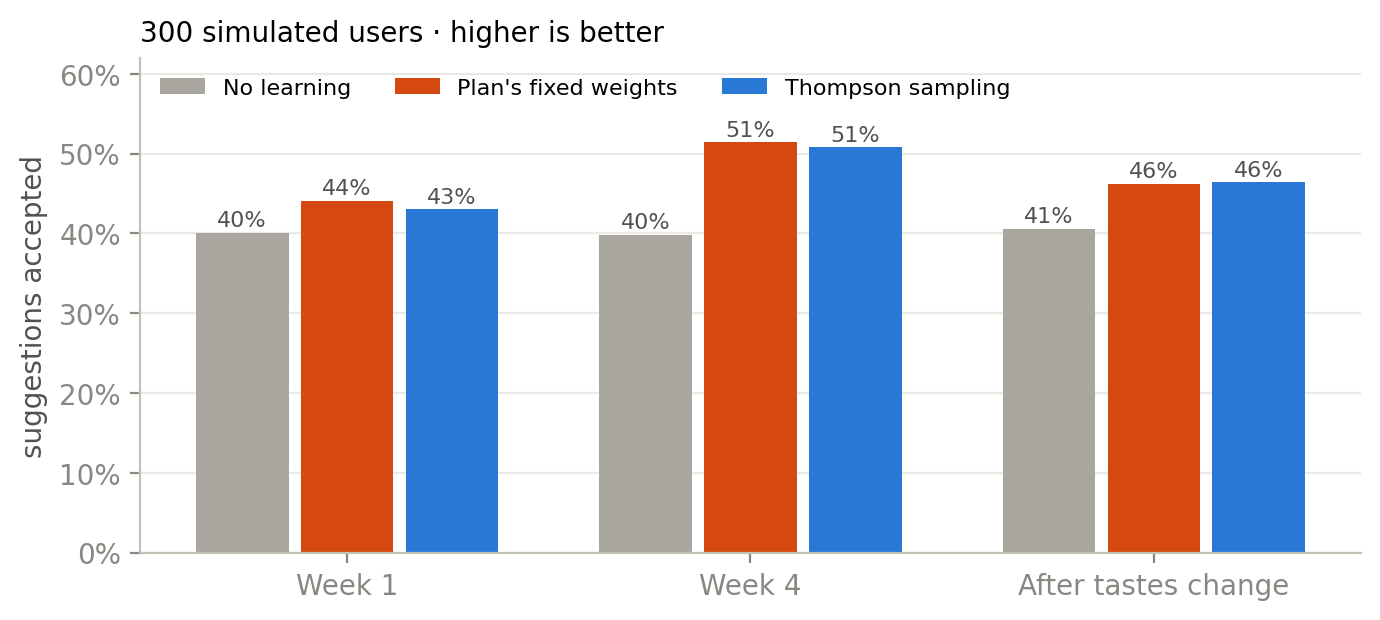 300 simulated users · higher is better
No learning
Plan's fixed weights
Thompson sampling
suggestions accepted
60%
50%
40%
30%
20%
10%
0%
40%
44%
43%
40%
51%
51%
41%
46%
46%
Week 1
Week 4
After tastes change